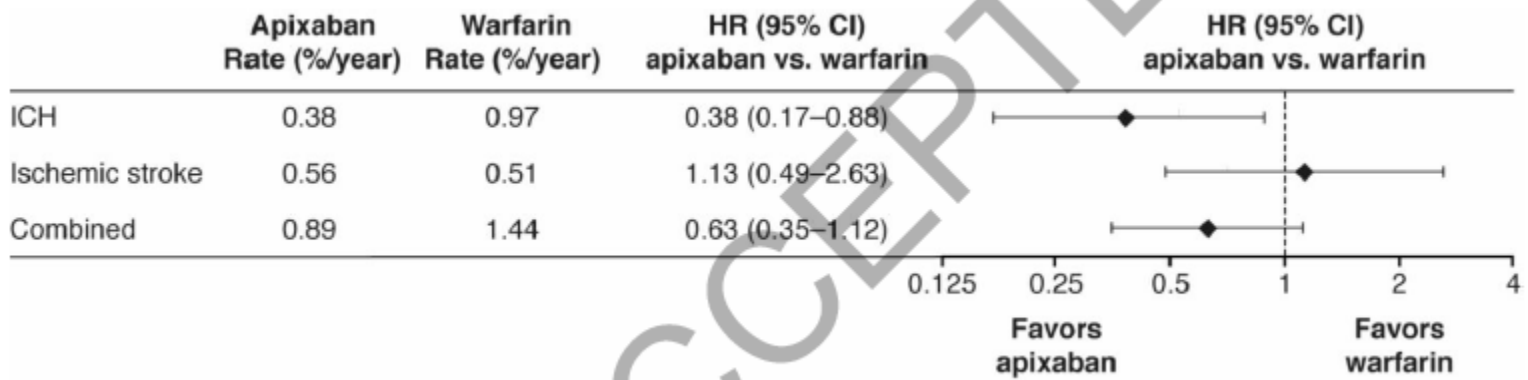 Apixaban Warfarin HR (95% CI) HR (95% CI)
Rate (%/year) Rate (%/year) apixaban vs. warfarin apixaban vs. warfarin
ICH 0.38 0.97 0.38 (0.17–0.88)
Ischemic stroke 0.56 0.51 1.13 (0.49–2.63)
Combined 0.89 1.44 0.63 (0.35–1.12)
0.125 0.25 0.5 1 2 4
Favors Favors
apixaban warfarin
CCEPTE